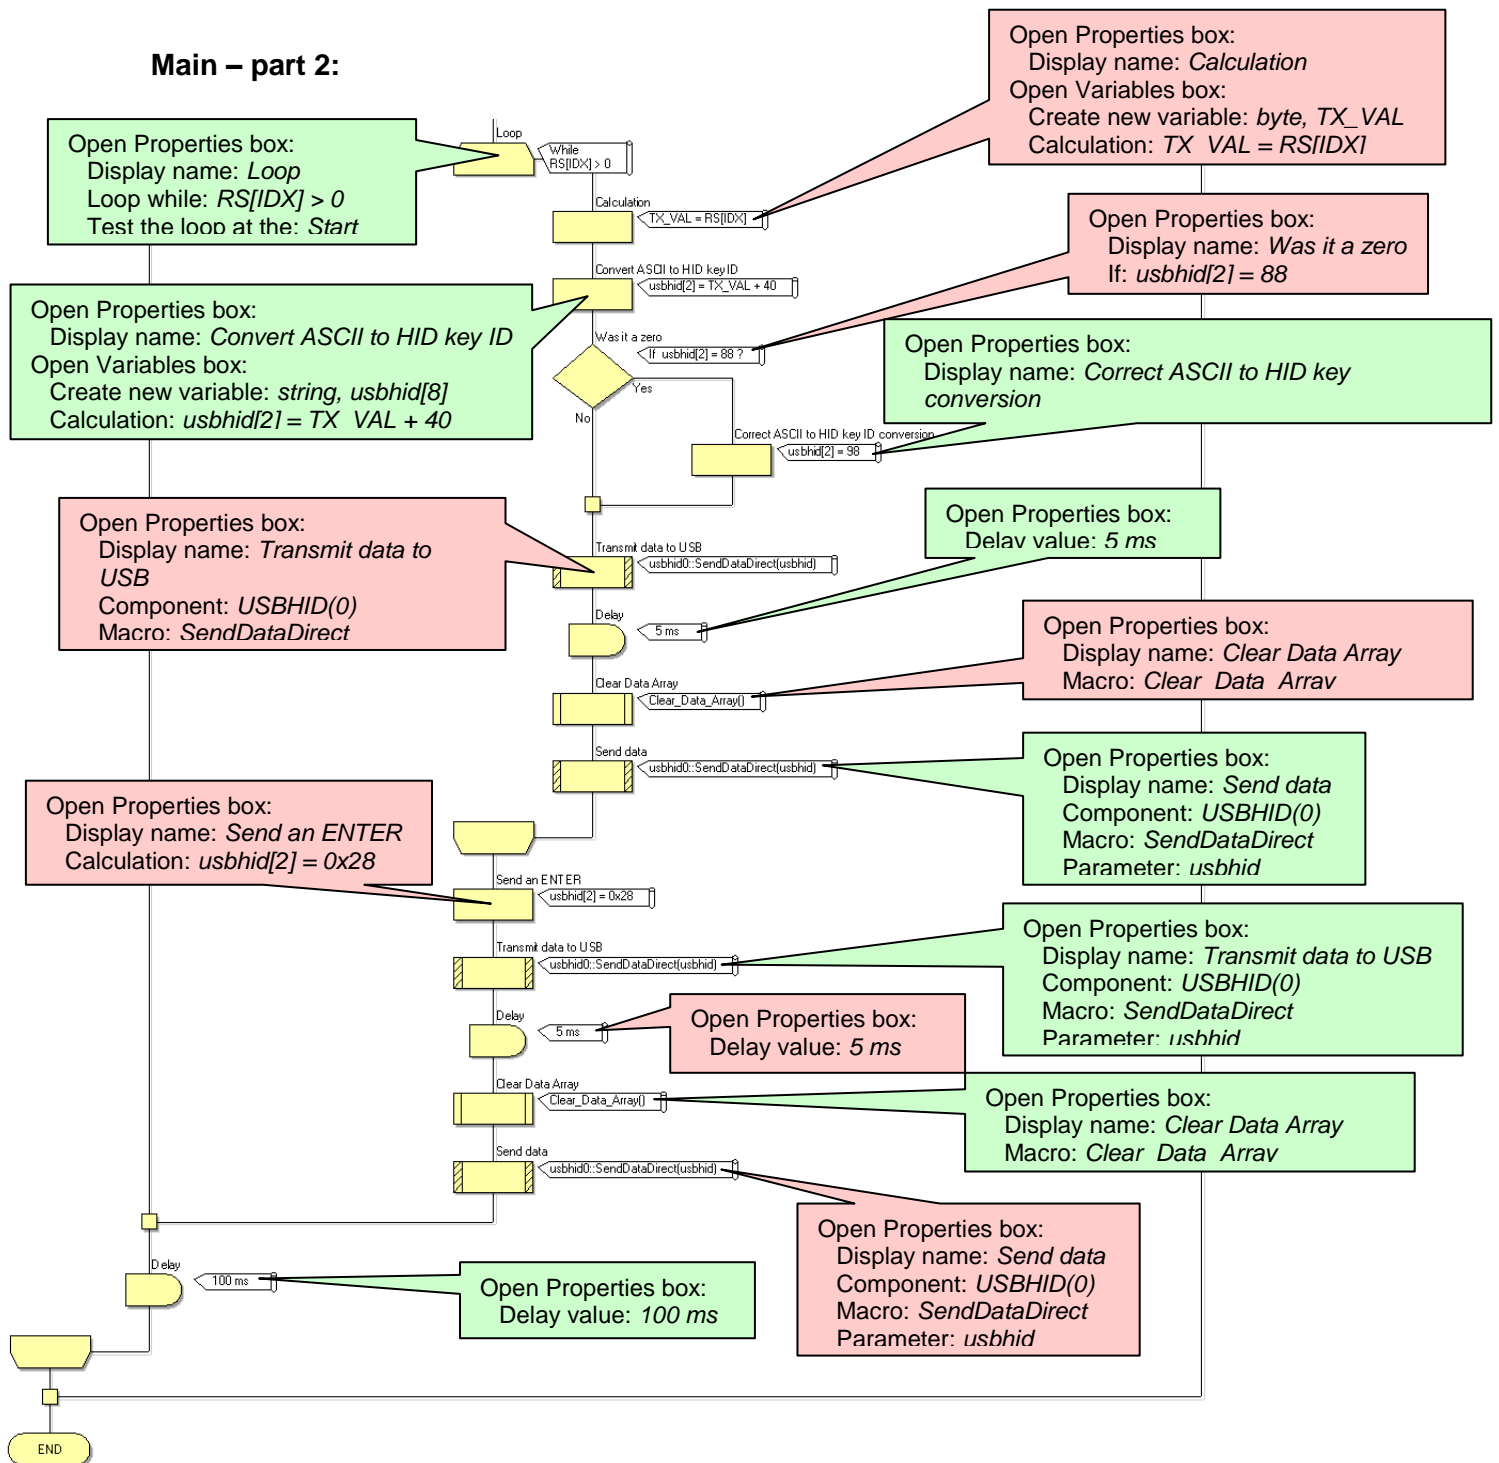 Main – part 2:
Open Properties box:
Display name: Calculation
Open Variables box:
Create new variable: byte, TX_VAL
Calculation: TX_VAL = RS[IDX]
Open Properties box:
Display name: Loop
Loop while: RS[IDX] > 0
Test the loop at the: Start
Loop
While
RS[IDX] > 0
Calculation
TX_VAL = RS[IDX]
Open Properties box:
Display name: Was it a zero
If: usbhid[2] = 88
Convert ASCII to HID key ID
usbhid[2] = TX_VAL + 40
Open Properties box:
Display name: Convert ASCII to HID key ID
Open Variables box:
Create new variable: string, usbhid[8]
Calculation: usbhid[2] = TX_VAL + 40
Was it a zero
If usbhid[2] = 88 ?
Yes
No
Open Properties box:
Display name: Correct ASCII to HID key
conversion
Correct ASCII to HID key ID conversion
usbhid[2] = 98
Open Properties box:
Display name: Transmit data to
USB
Component: USBHID(0)
Macro: SendDataDirect
Transmit data to USB
usbhid0::SendDataDirect(usbhid)
Open Properties box:
Delay value: 5 ms
Delay
5 ms
Open Properties box:
Display name: Clear Data Array
Macro: Clear_Data_Array
Clear Data Array
Clear_Data_Array()
Send data
usbhid0::SendDataDirect(usbhid)
Open Properties box:
Display name: Send data
Component: USBHID(0)
Macro: SendDataDirect
Parameter: usbhid
Open Properties box:
Display name: Send an ENTER
Calculation: usbhid[2] = 0x28
Send an ENTER
usbhid[2] = 0x28
Transmit data to USB
usbhid0::SendDataDirect(usbhid)
Open Properties box:
Display name: Transmit data to USB
Component: USBHID(0)
Macro: SendDataDirect
Parameter: usbhid
Delay
5 ms
Open Properties box:
Delay value: 5 ms
Clear Data Array
Clear_Data_Array()
Open Properties box:
Display name: Clear Data Array
Macro: Clear_Data_Array
Send data
usbhid0::SendDataDirect(usbhid)
Open Properties box:
Display name: Send data
Component: USBHID(0)
Macro: SendDataDirect
Parameter: usbhid
Delay
100 ms
Open Properties box:
Delay value: 100 ms
END